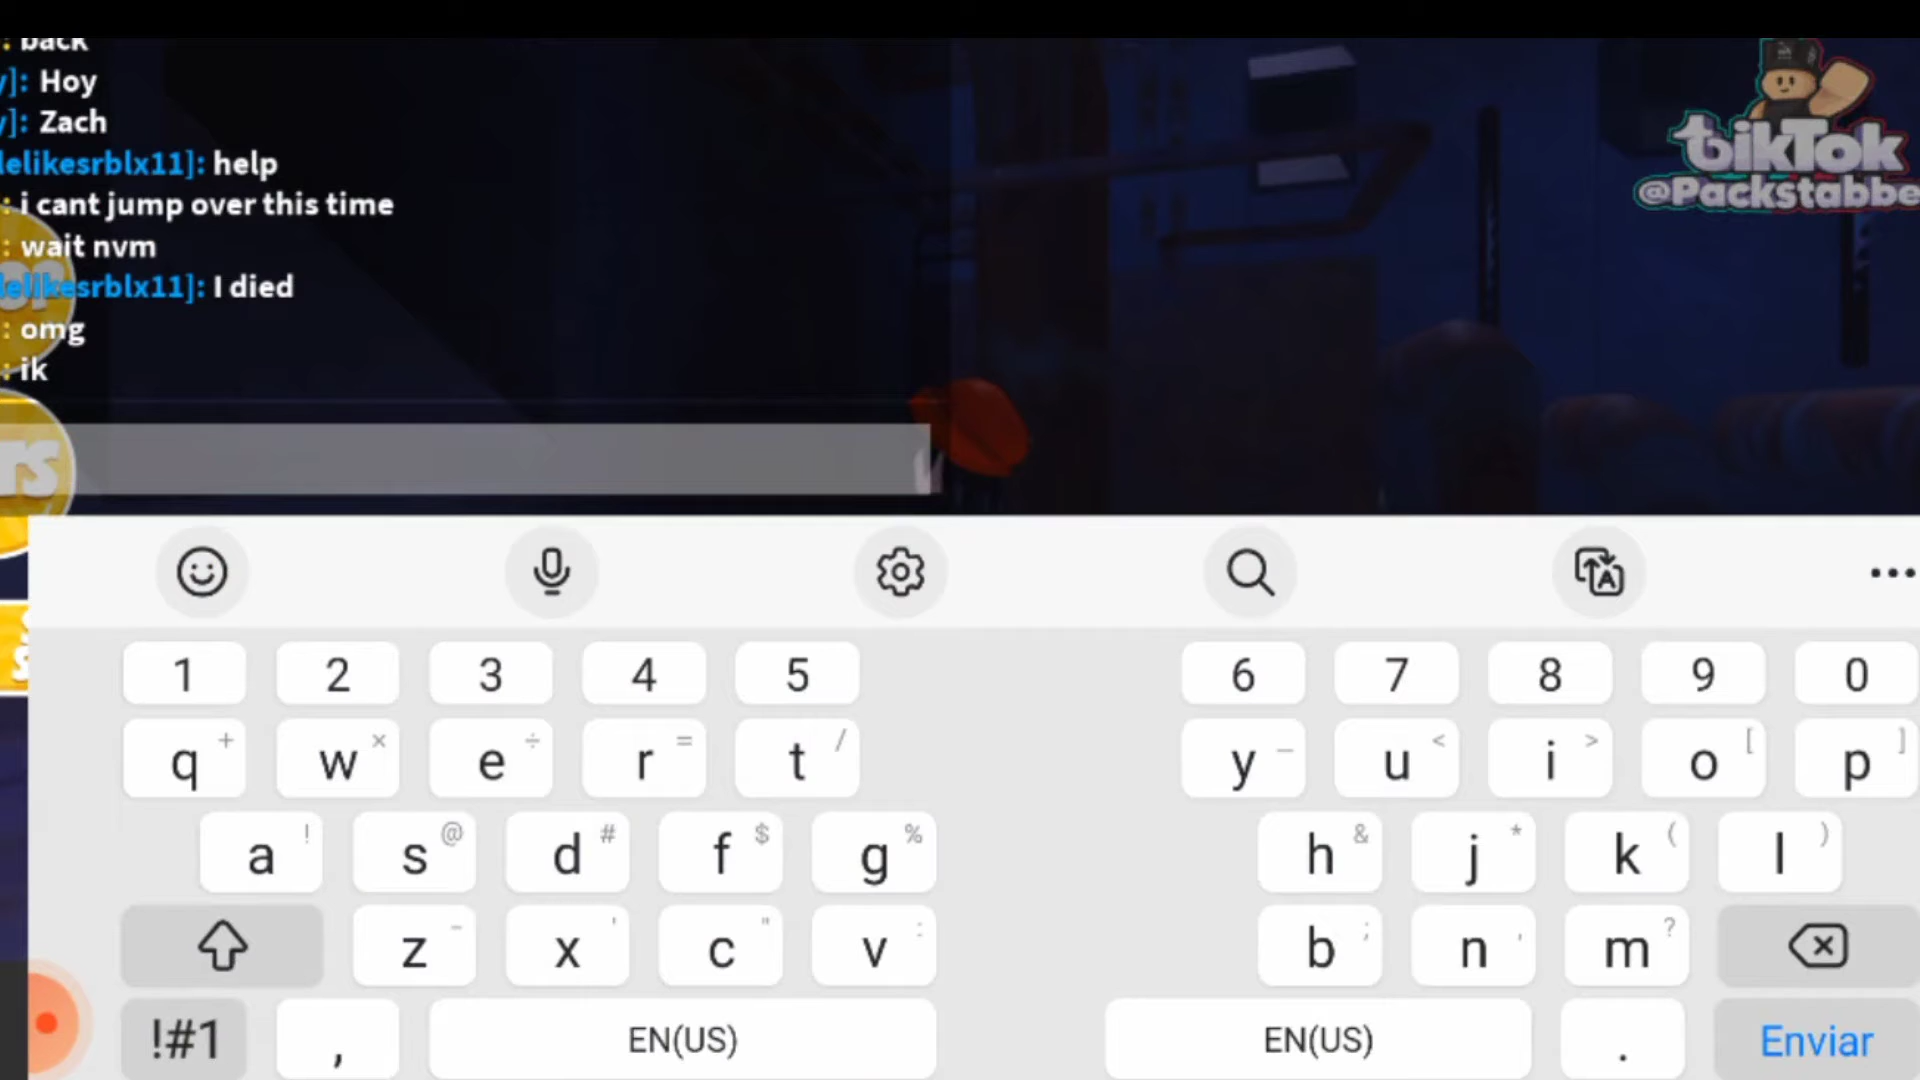 : back
y]: Hoy
y]: Zach
lelikesrblx11]: help
: i cant jump over this time
: wait nvm
lelikesrblx11]: I died
: omg
: ik
TikTok
@Packstabbe
1 2 3 4 5 6 7 8 9 0
q + w × e ÷ r = t / y _ u < i > o [ p ]
a ! s @ d # f $ g % h & j * k ( l )
z - x ' c " v : b ; n , m ?
!#1 , EN(US) EN(US) . Enviar